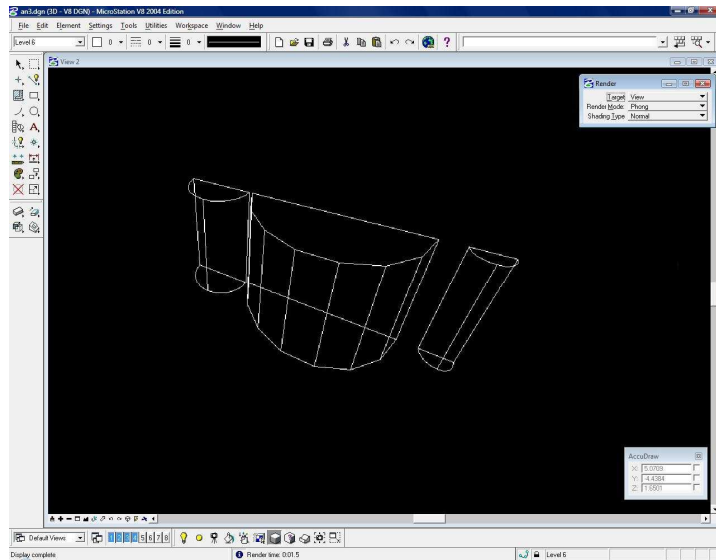 an3.dgn (3D - V8 DGN) - MicroStation V8 2004 Edition
File Edit Element Settings Tools Utilities Workspace Window Help
Level 6 0 0 0
View 2
Render
Target View
Render Mode: Phong
Shading Type Normal
AccuDraw
X: 5.0709
Y: -4.4384
Z: 1.6501
Default Views 1 2 3 4 5 6 7 8
Display complete
Render time: 0:01.5
Level 6